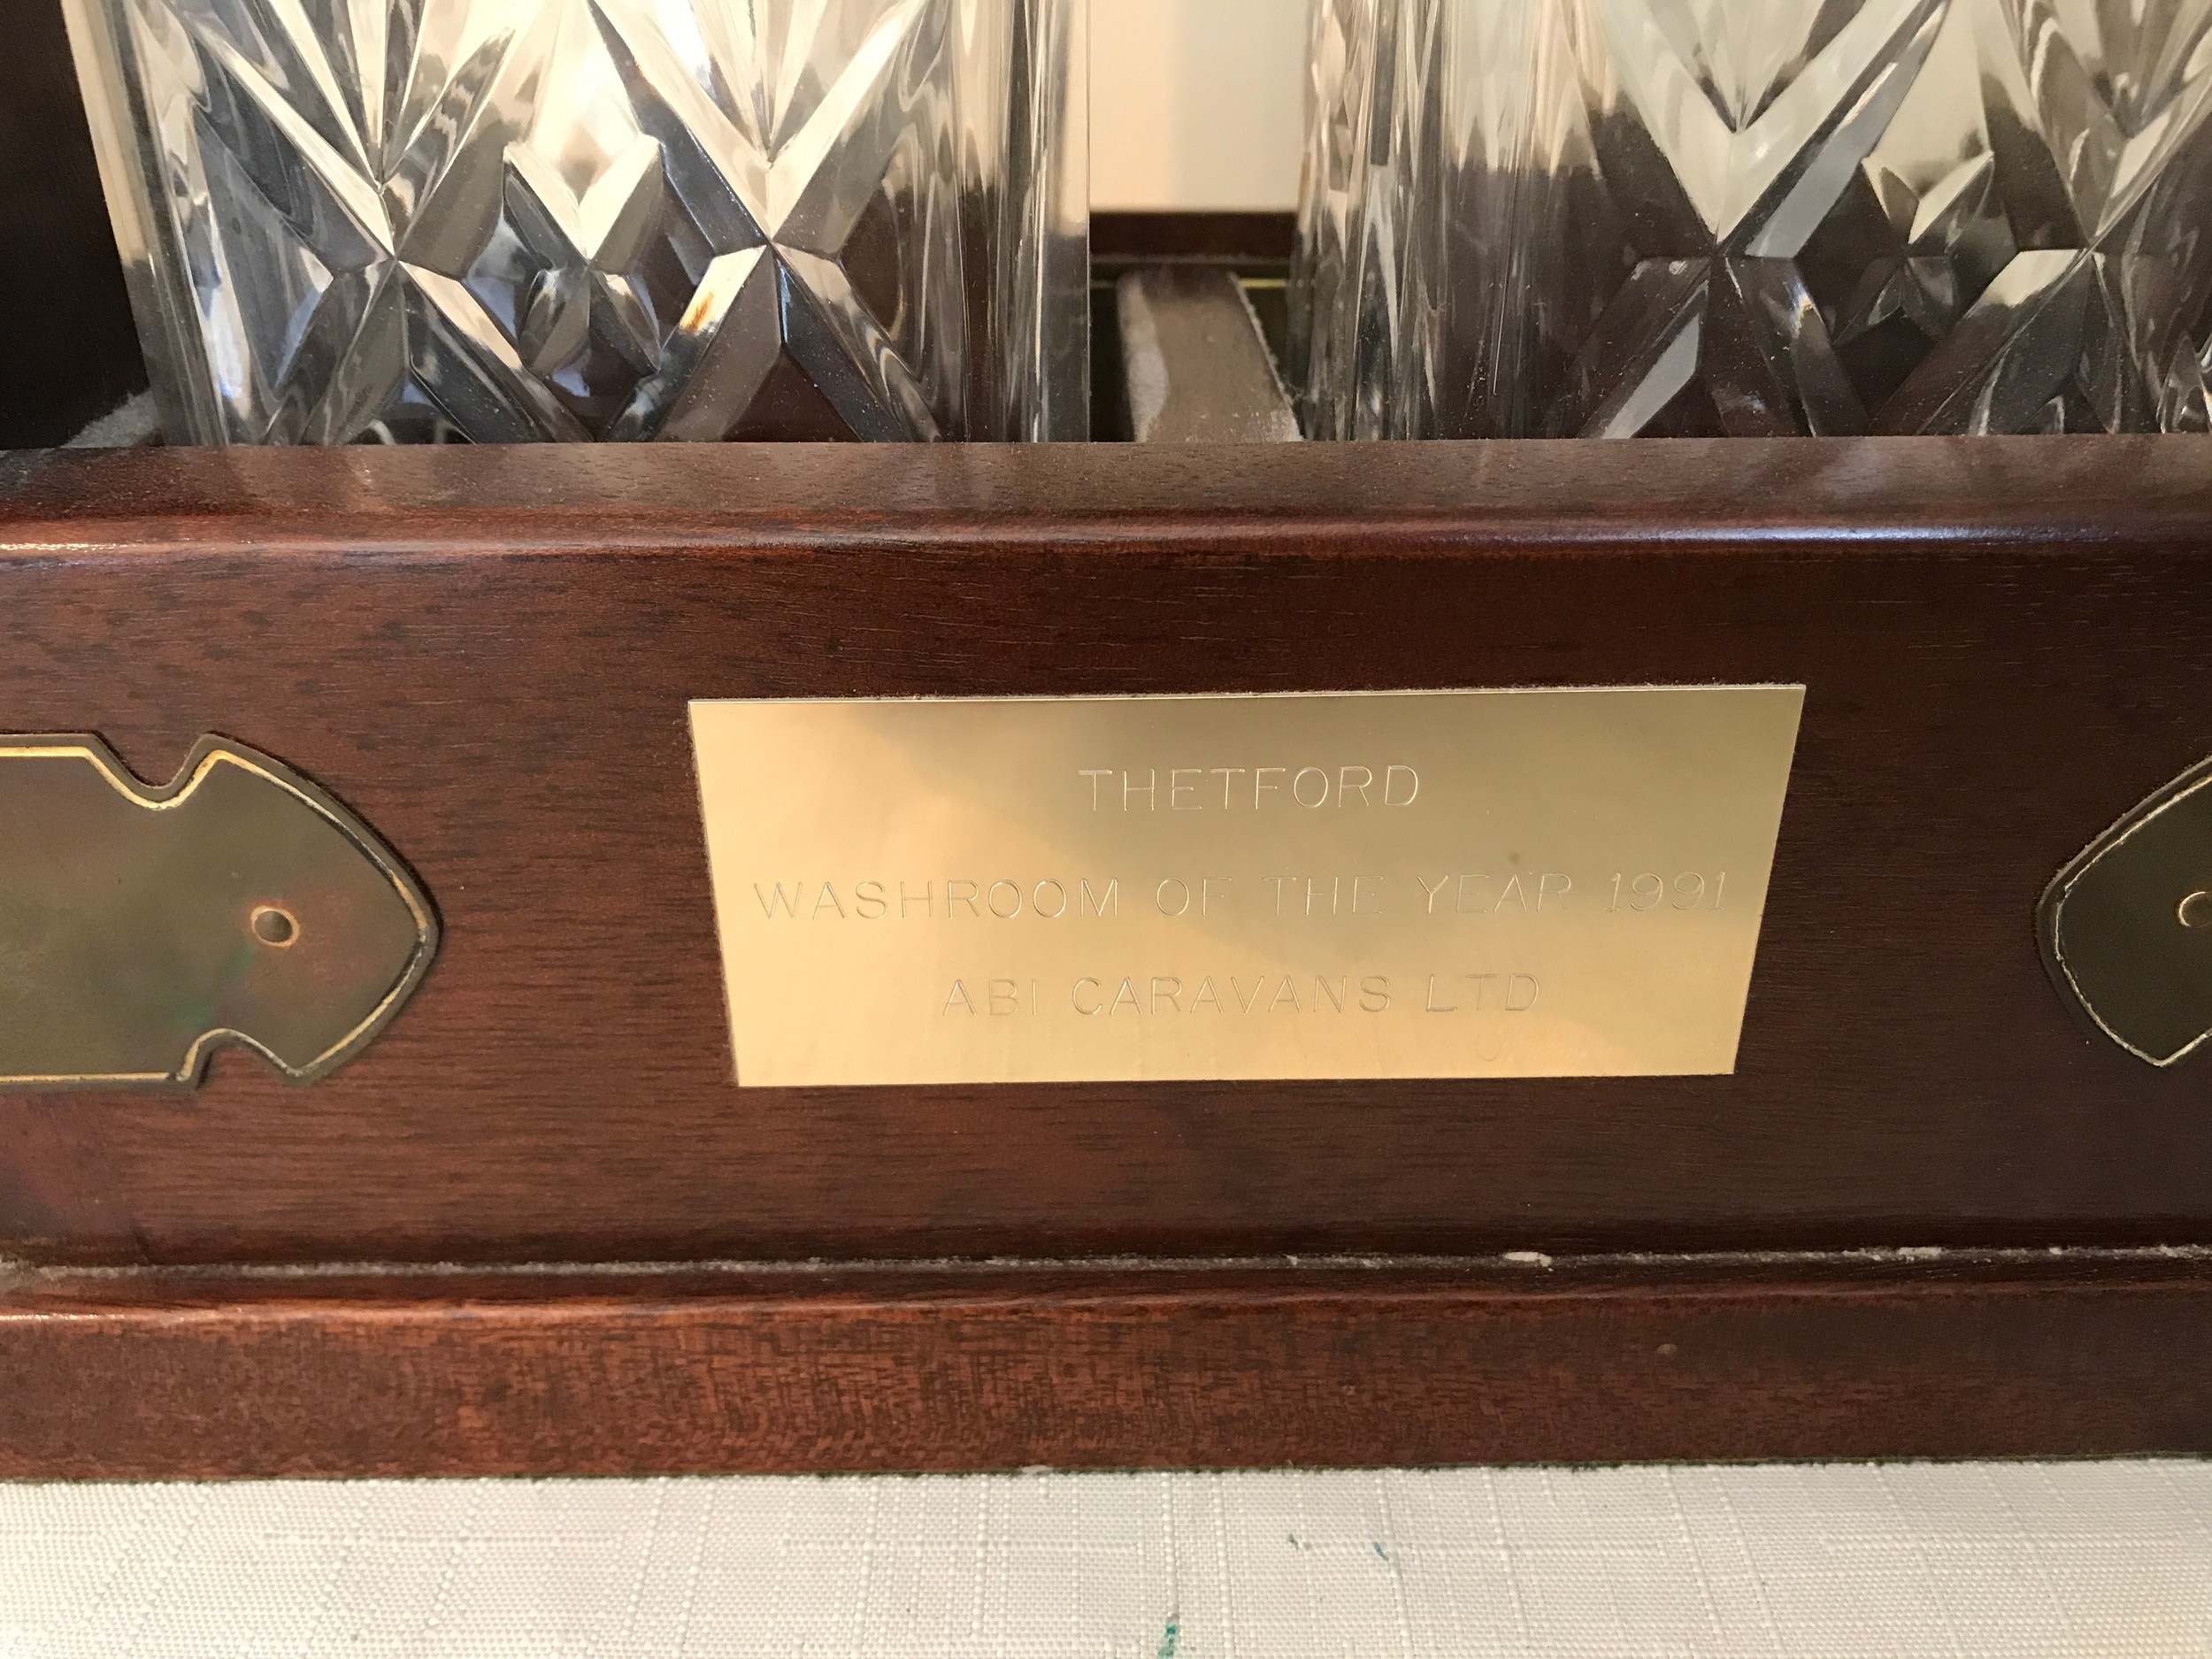 THETFORD
WASHROOM OF THE YEAR 1991
ABI CARAVANS LTD